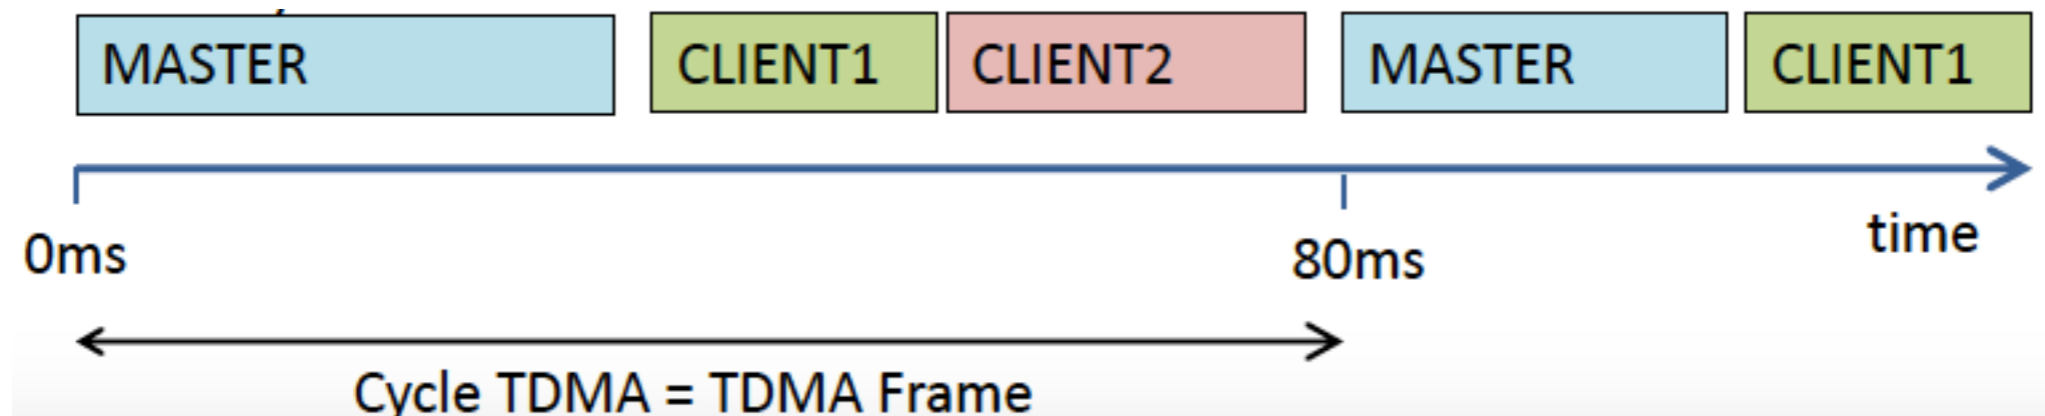 MASTER CLIENT1 CLIENT2 MASTER CLIENT1
0ms 80ms time
Cycle TDMA = TDMA Frame